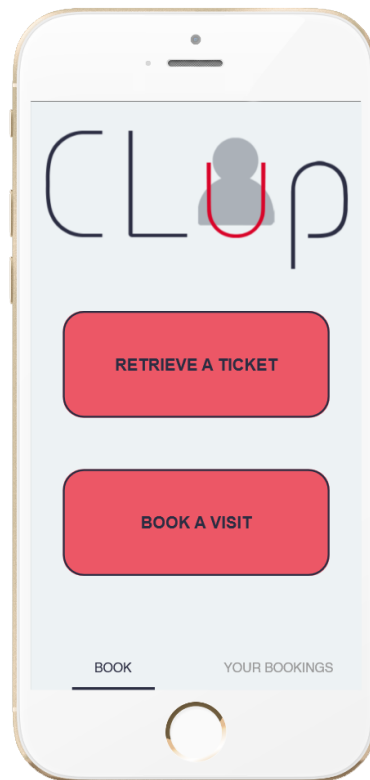 CLUp
RETRIEVE A TICKET
BOOK A VISIT
BOOK
YOUR BOOKINGS